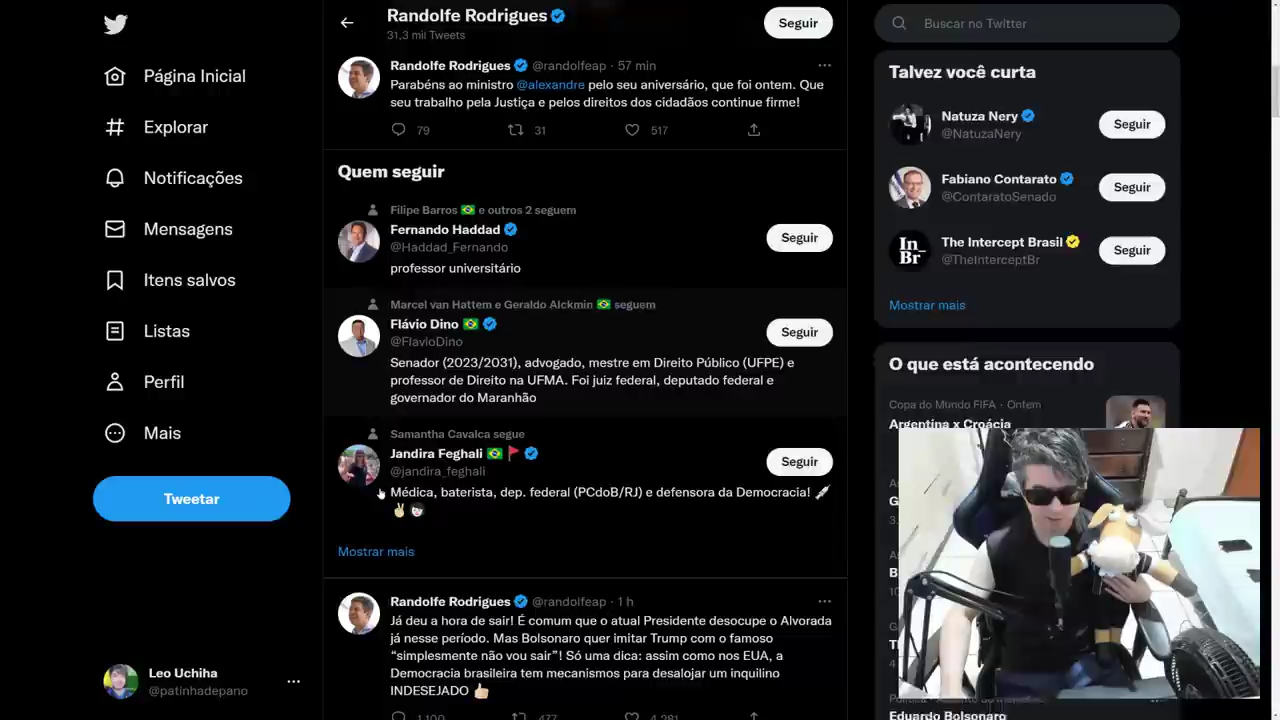 Página Inicial
Explorar
Notificações
Mensagens
Itens salvos
Listas
Perfil
Mais
Tweetar
Leo Uchiha
@patinhadepano
Randolfe Rodrigues
31,3 mil Tweets
Seguir
Randolfe Rodrigues @randolfeap · 57 min
Parabéns ao ministro @alexandre pelo seu aniversário, que foi ontem. Que
seu trabalho pela Justiça e pelos direitos dos cidadãos continue firme!
79 31 517
Quem seguir
Filipe Barros 🇧🇷 e outros 2 seguem
Fernando Haddad
@Haddad_Fernando
Seguir
professor universitário
Marcel van Hattem e Geraldo Alckmin 🇧🇷 seguem
Flávio Dino 🇧🇷
@FlavioDino
Seguir
Senador (2023/2031), advogado, mestre em Direito Público (UFPE) e
professor de Direito na UFMA. Foi juiz federal, deputado federal e
governador do Maranhão
Samantha Cavalca segue
Jandira Feghali 🇧🇷 🚩
@jandira_feghali
Seguir
Médica, baterista, dep. federal (PCdoB/RJ) e defensora da Democracia!
Mostrar mais
Randolfe Rodrigues @randolfeap · 1 h
Já deu a hora de sair! É comum que o atual Presidente desocupe o Alvorada
já nesse período. Mas Bolsonaro quer imitar Trump com o famoso
“simplesmente não vou sair”! Só uma dica: assim como nos EUA, a
Democracia brasileira tem mecanismos para desalojar um inquilino
INDESEJADO 👍🏻
1.100 477 4.281
Buscar no Twitter
Talvez você curta
Natuza Nery
@NatuzaNery
Seguir
Fabiano Contarato
@ContaratoSenado
Seguir
In_
Br
The Intercept Brasil
@TheInterceptBr
Seguir
Mostrar mais
O que está acontecendo
Copa do Mundo FIFA · Ontem
Argentina x Croácia
Eduardo Bolsonaro